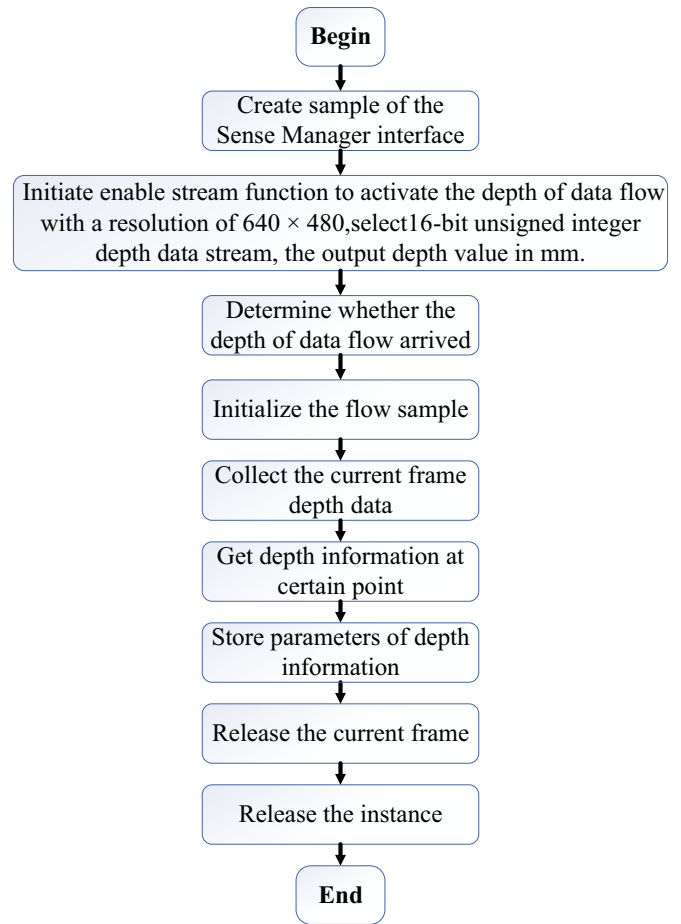 Begin
Create sample of the
Sense Manager interface
Initiate enable stream function to activate the depth of data flow
with a resolution of 640 × 480,select16-bit unsigned integer
depth data stream, the output depth value in mm.
Determine whether the
depth of data flow arrived
Initialize the flow sample
Collect the current frame
depth data
Get depth information at
certain point
Store parameters of depth
information
Release the current frame
Release the instance
End